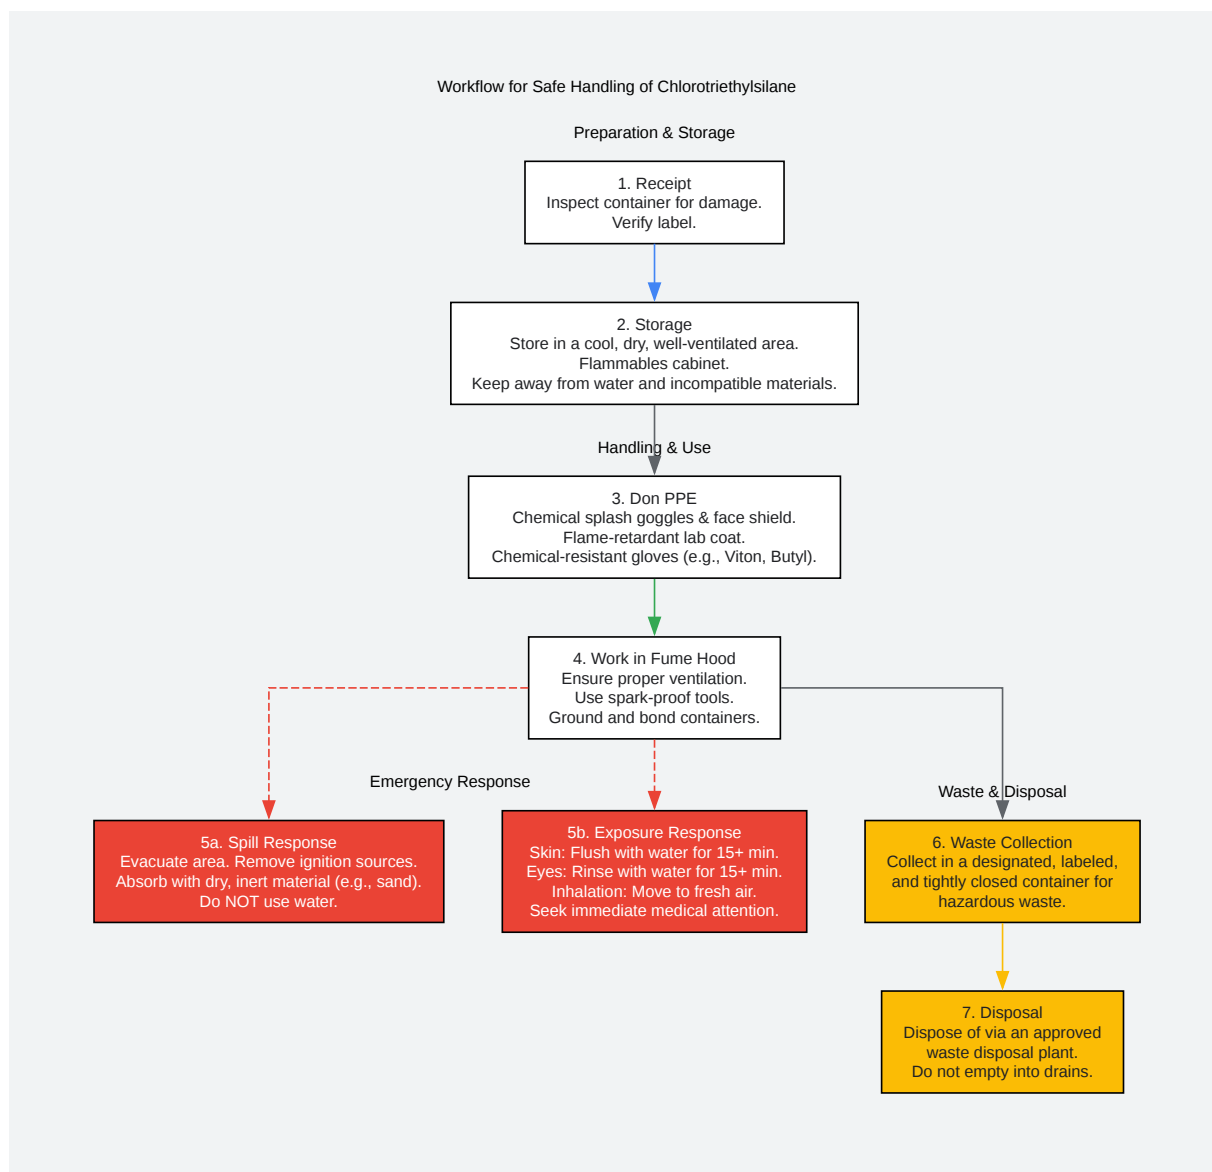 Workflow for Safe Handling of Chlorotriethylsilane
Preparation & Storage
1. Receipt
Inspect container for damage.
Verify label.
2. Storage
Store in a cool, dry, well-ventilated area.
Flammables cabinet.
Keep away from water and incompatible materials.
Handling & Use
3. Don PPE
Chemical splash goggles & face shield.
Flame-retardant lab coat.
Chemical-resistant gloves (e.g., Viton, Butyl).
4. Work in Fume Hood
Ensure proper ventilation.
Use spark-proof tools.
Ground and bond containers.
Emergency Response
5a. Spill Response
Evacuate area. Remove ignition sources.
Absorb with dry, inert material (e.g., sand).
Do NOT use water.
5b. Exposure Response
Skin: Flush with water for 15+ min.
Eyes: Rinse with water for 15+ min.
Inhalation: Move to fresh air.
Seek immediate medical attention.
Waste & Disposal
6. Waste Collection
Collect in a designated, labeled,
and tightly closed container for
hazardous waste.
7. Disposal
Dispose of via an approved
waste disposal plant.
Do not empty into drains.